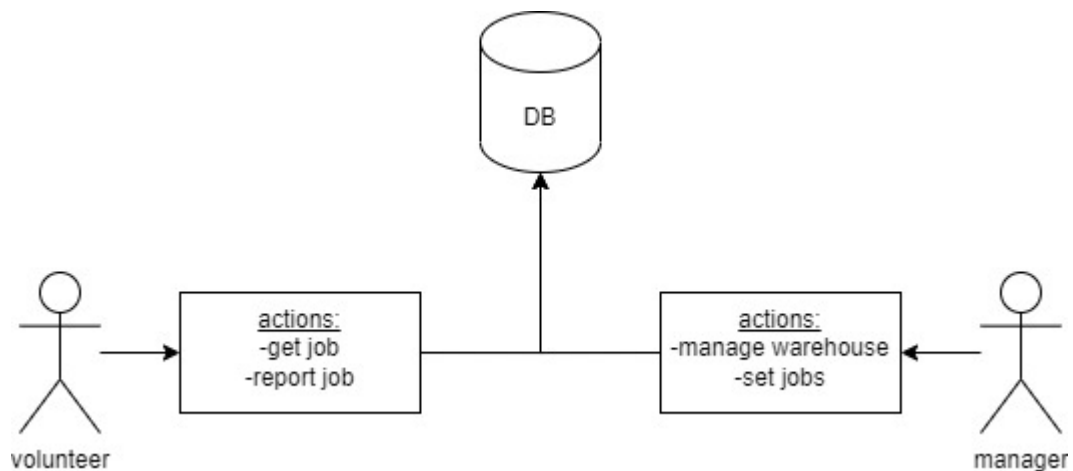 DB
actions:
-get job
-report job
actions:
-manage warehouse
-set jobs
volunteer
manager